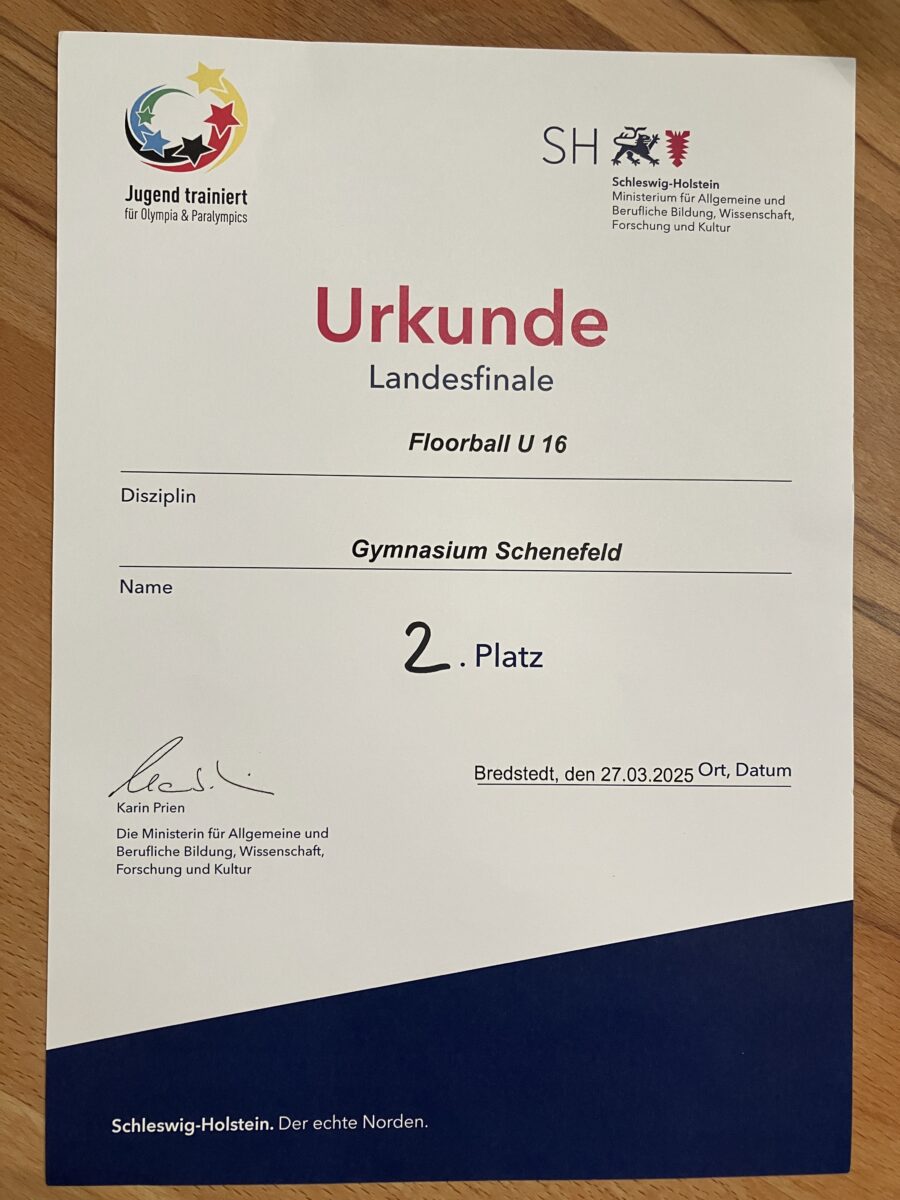 Jugend trainiert
für Olympia & Paralympics
SH
Schleswig-Holstein
Ministerium für Allgemeine und
Berufliche Bildung, Wissenschaft,
Forschung und Kultur
Urkunde
Landesfinale
Floorball U 16
Disziplin
Gymnasium Schenefeld
Name
2. Platz
Bredstedt, den 27.03.2025 Ort, Datum
Karin Prien
Die Ministerin für Allgemeine und
Berufliche Bildung, Wissenschaft,
Forschung und Kultur
Schleswig-Holstein. Der echte Norden.